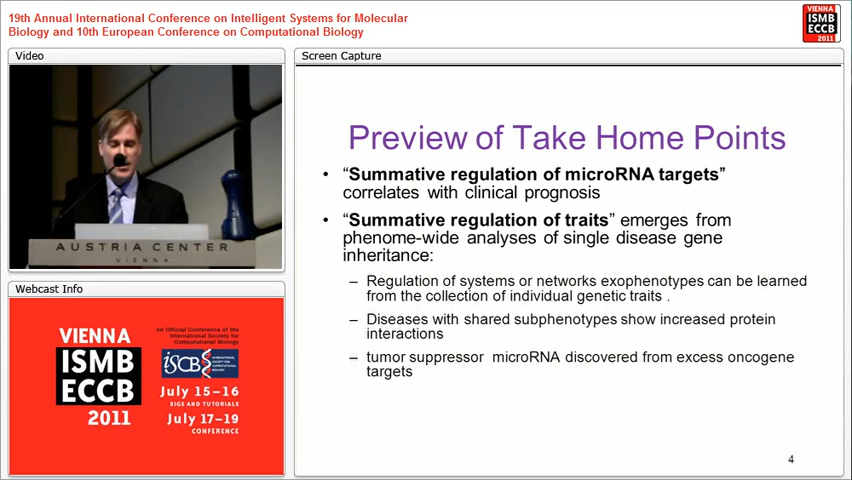 19th Annual International Conference on Intelligent Systems for Molecular
Biology and 10th European Conference on Computational Biology
VIENNA
ISMB
ECCB
2011
Video
AUSTRIA CENTER
VIENNA
Webcast Info
VIENNA
ISMB
ECCB
2011
An Official Conference of the
International Society for
Computational Biology
iSCB
INTERNATIONAL
SOCIETY FOR
COMPUTATIONAL
BIOLOGY
July 15–16
SIGS AND TUTORIALS
July 17–19
CONFERENCE
Screen Capture
Preview of Take Home Points
• “Summative regulation of microRNA targets”
correlates with clinical prognosis
• “Summative regulation of traits” emerges from
phenome-wide analyses of single disease gene
inheritance:
– Regulation of systems or networks exophenotypes can be learned
from the collection of individual genetic traits .
– Diseases with shared subphenotypes show increased protein
interactions
– tumor suppressor microRNA discovered from excess oncogene
targets
4